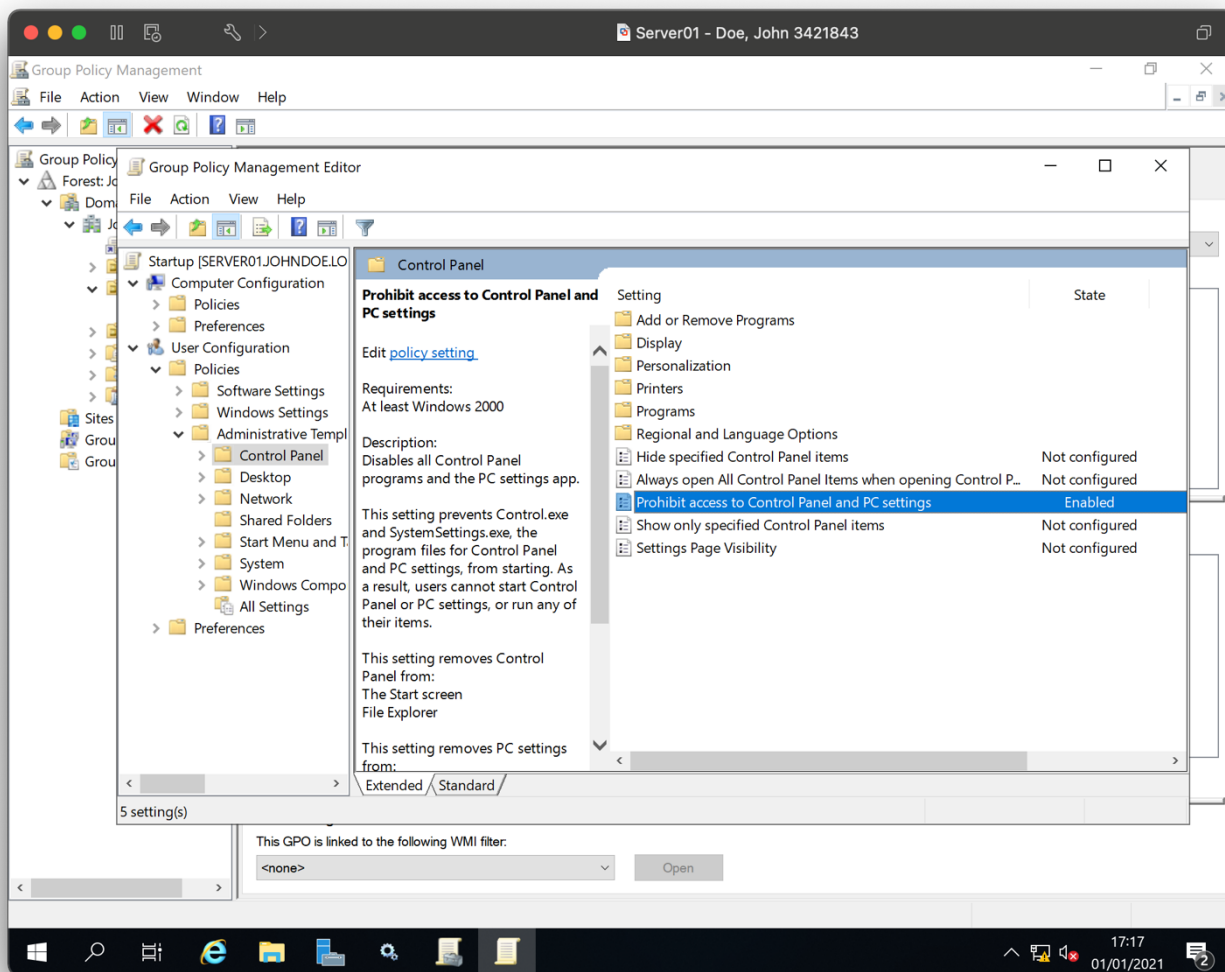 Server01 - Doe, John 3421843
Group Policy Management
File Action View Window Help
Group Policy
Forest: Jo
Doma
Jo
Sites
Grou
Grou
Group Policy Management Editor
File Action View Help
Startup [SERVER01.JOHNDOE.LO
Computer Configuration
Policies
Preferences
User Configuration
Policies
Software Settings
Windows Settings
Administrative Templ
Control Panel
Desktop
Network
Shared Folders
Start Menu and T
System
Windows Compo
All Settings
Preferences
Control Panel
Prohibit access to Control Panel and
PC settings
Edit policy setting
Requirements:
At least Windows 2000
Description:
Disables all Control Panel
programs and the PC settings app.
This setting prevents Control.exe
and SystemSettings.exe, the
program files for Control Panel
and PC settings, from starting. As
a result, users cannot start Control
Panel or PC settings, or run any of
their items.
This setting removes Control
Panel from:
The Start screen
File Explorer
This setting removes PC settings
from:
Setting State
Add or Remove Programs
Display
Personalization
Printers
Programs
Regional and Language Options
Hide specified Control Panel items Not configured
Always open All Control Panel Items when opening Control P... Not configured
Prohibit access to Control Panel and PC settings Enabled
Show only specified Control Panel items Not configured
Settings Page Visibility Not configured
Extended Standard
5 setting(s)
This GPO is linked to the following WMI filter:
<none> Open
17:17
01/01/2021
2